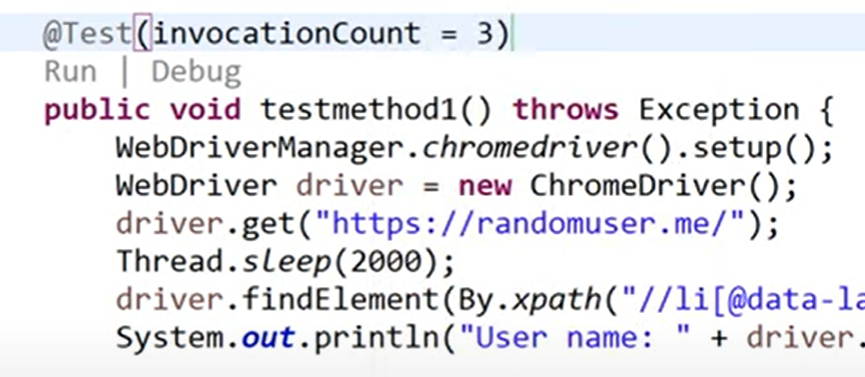 @Test(invocationCount = 3)
Run | Debug
public void testmethod1() throws Exception {
WebDriverManager.chromedriver().setup();
WebDriver driver = new ChromeDriver();
driver.get("https://randomuser.me/");
Thread.sleep(2000);
driver.findElement(By.xpath("//li[@data-la
System.out.println("User name: " + driver.